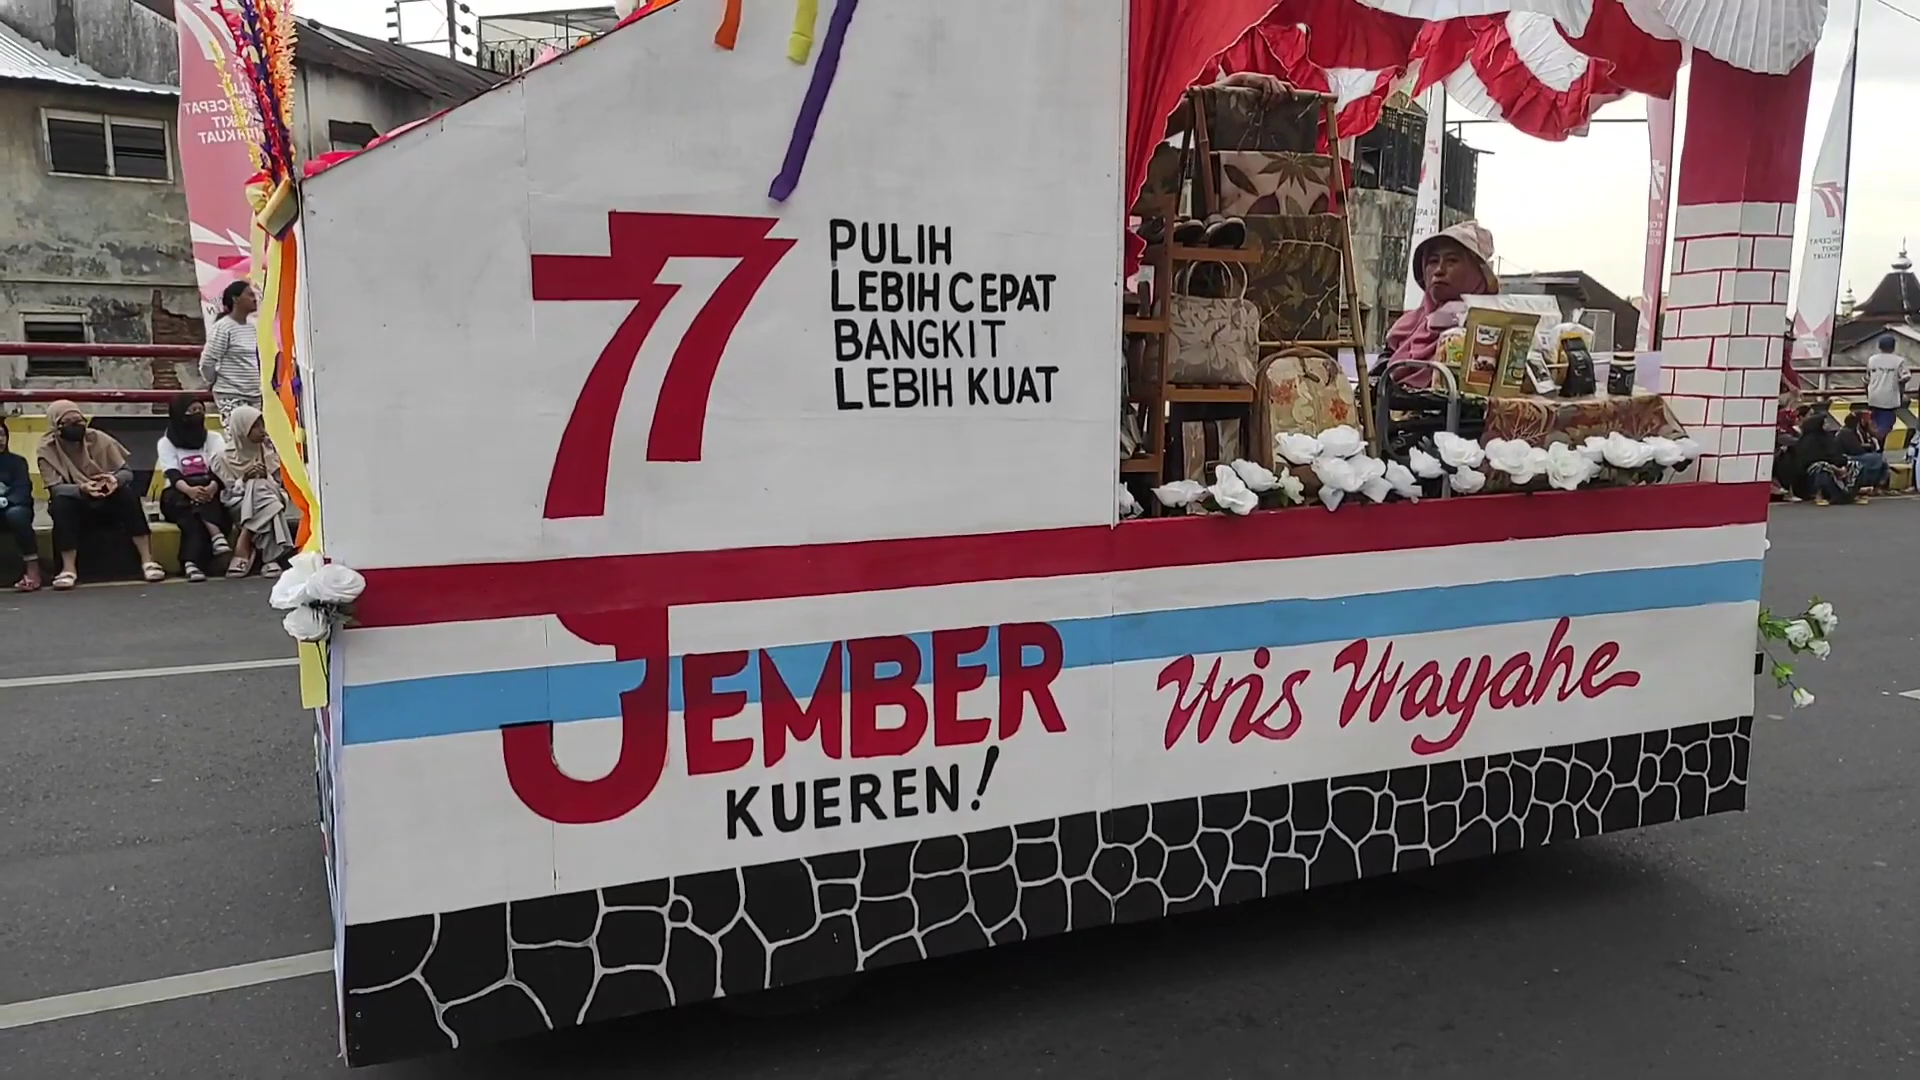 77
PULIH
LEBIH CEPAT
BANGKIT
LEBIH KUAT
JEMBER
KUEREN!
Wis Wayahe